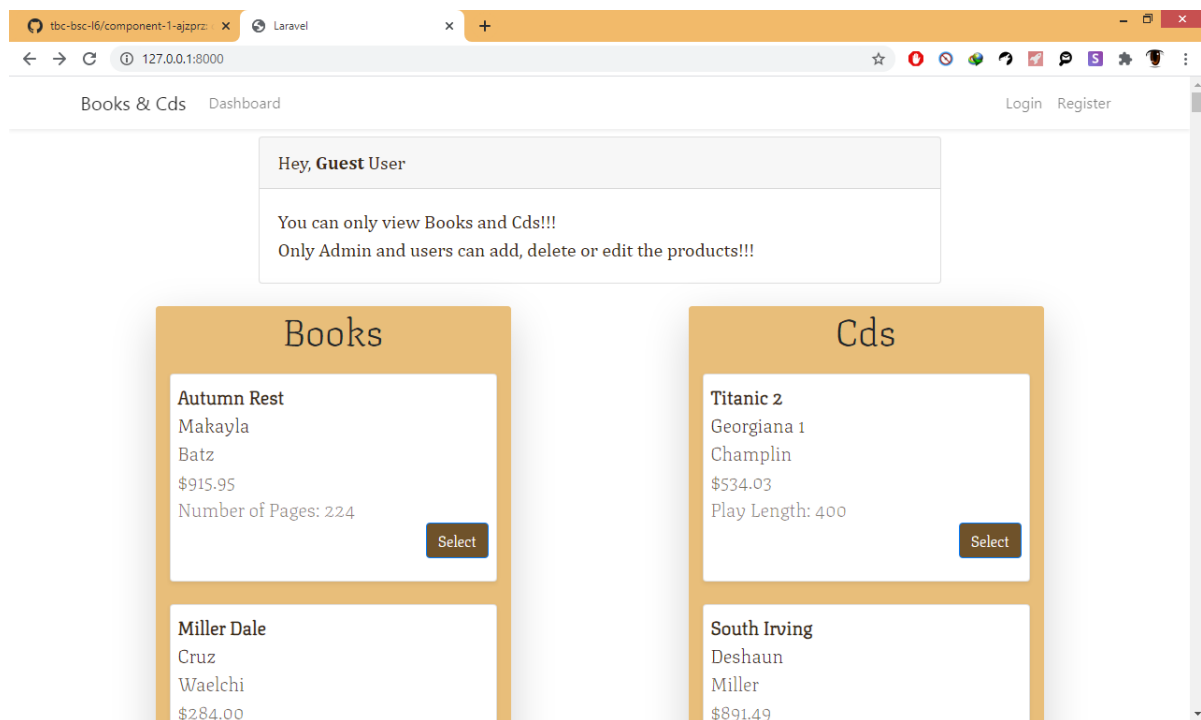 tbc-bsc-l6/component-1-ajzprz:
Laravel
127.0.0.1:8000
Books & Cds Dashboard Login Register
Hey, Guest User
You can only view Books and Cds!!!
Only Admin and users can add, delete or edit the products!!!
Books
Autumn Rest
Makayla
Batz
$915.95
Number of Pages: 224
Select
Miller Dale
Cruz
Waelchi
$284.00
Cds
Titanic 2
Georgiana 1
Champlin
$534.03
Play Length: 400
Select
South Irving
Deshaun
Miller
$891.49